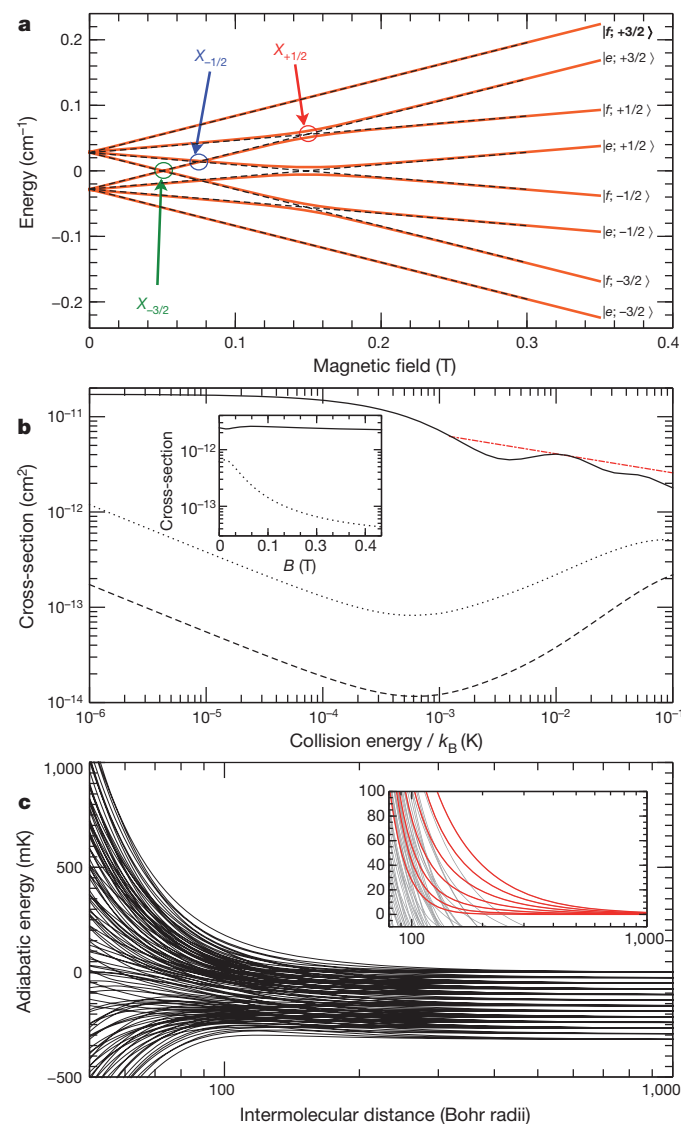 a
0.2
0.1
0
−0.1
−0.2
Energy (cm−1)
X−1/2
X+1/2
X−3/2
|f; +3/2 ⟩
|e; +3/2 ⟩
|f; +1/2 ⟩
|e; +1/2 ⟩
|f; −1/2 ⟩
|e; −1/2 ⟩
|f; −3/2 ⟩
|e; −3/2 ⟩
0 0.1 0.2 0.3 0.4
Magnetic field (T)
b
10−11
10−12
10−13
10−14
Cross-section (cm2)
10−12
10−13
Cross-section
0 0.1 0.3 0.4
B (T)
10−6 10−5 10−4 10−3 10−2 10−1
Collision energy / kB (K)
c
1,000
500
0
−500
Adiabatic energy (mK)
100
80
60
40
20
0
100 1,000
100 1,000
Intermolecular distance (Bohr radii)